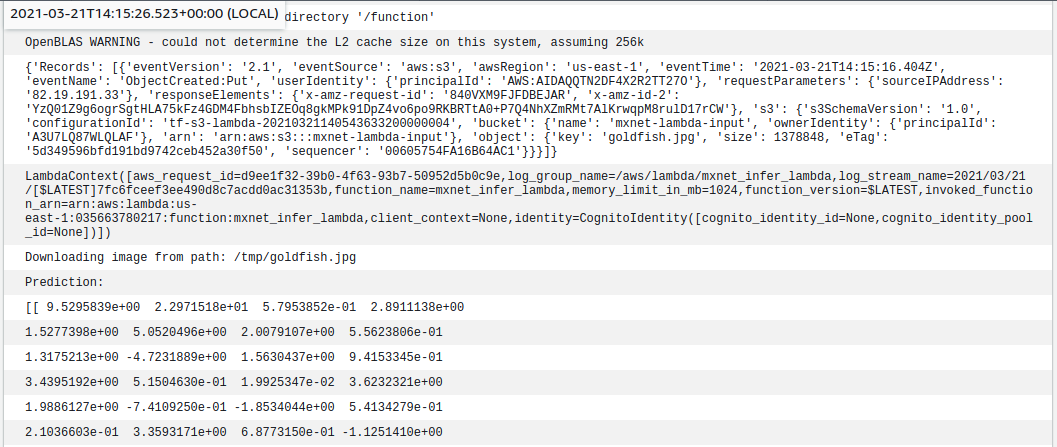 2021-03-21T14:15:26.523+00:00 (LOCAL) directory '/function'
OpenBLAS WARNING - could not determine the L2 cache size on this system, assuming 256k
{'Records': [{'eventVersion': '2.1', 'eventSource': 'aws:s3', 'awsRegion': 'us-east-1', 'eventTime': '2021-03-21T14:15:16.404Z',
'eventName': 'ObjectCreated:Put', 'userIdentity': {'principalId': 'AWS:AIDAQQTN2DF4X2R2TT27O'}, 'requestParameters': {'sourceIPAddress':
'82.19.191.33'}, 'responseElements': {'x-amz-request-id': '840VXM9FJFDBEJAR', 'x-amz-id-2':
'YzQ01Z9g6ogrSgtHLA75kFz4GDM4FbhsbIZEOq8gkMPk91DpZ4vo6po9RKBRTtA0+P7Q4NhXZmRMt7AlKrwqpM8rulD17rCW'}, 's3': {'s3SchemaVersion': '1.0',
'configurationId': 'tf-s3-lambda-20210321140543633200000004', 'bucket': {'name': 'mxnet-lambda-input', 'ownerIdentity': {'principalId':
'A3U7LQ87WLQLAF'}, 'arn': 'arn:aws:s3:::mxnet-lambda-input'}, 'object': {'key': 'goldfish.jpg', 'size': 1378848, 'eTag':
'5d349596bfd191bd9742ceb452a30f50', 'sequencer': '00605754FA16B64AC1'}}}]}
LambdaContext([aws_request_id=d9ee1f32-39b0-4f63-93b7-50952d5b0c9e,log_group_name=/aws/lambda/mxnet_infer_lambda,log_stream_name=2021/03/21
/[$LATEST]7fc6fceef3ee490d8c7acdd0ac31353b,function_name=mxnet_infer_lambda,memory_limit_in_mb=1024,function_version=$LATEST,invoked_functio
n_arn=arn:aws:lambda:us-
east-1:035663780217:function:mxnet_infer_lambda,client_context=None,identity=CognitoIdentity([cognito_identity_id=None,cognito_identity_pool
_id=None])])
Downloading image from path: /tmp/goldfish.jpg
Prediction:
[[ 9.5295839e+00 2.2971518e+01 5.7953852e-01 2.8911138e+00
1.5277398e+00 5.0520496e+00 2.0079107e+00 5.5623806e-01
1.3175213e+00 -4.7231889e+00 1.5630437e+00 9.4153345e-01
3.4395192e+00 5.1504630e-01 1.9925347e-02 3.6232321e+00
1.9886127e+00 -7.4109250e-01 -1.8534044e+00 5.4134279e-01
2.1036603e-01 3.3593171e+00 6.8773150e-01 -1.1251410e+00